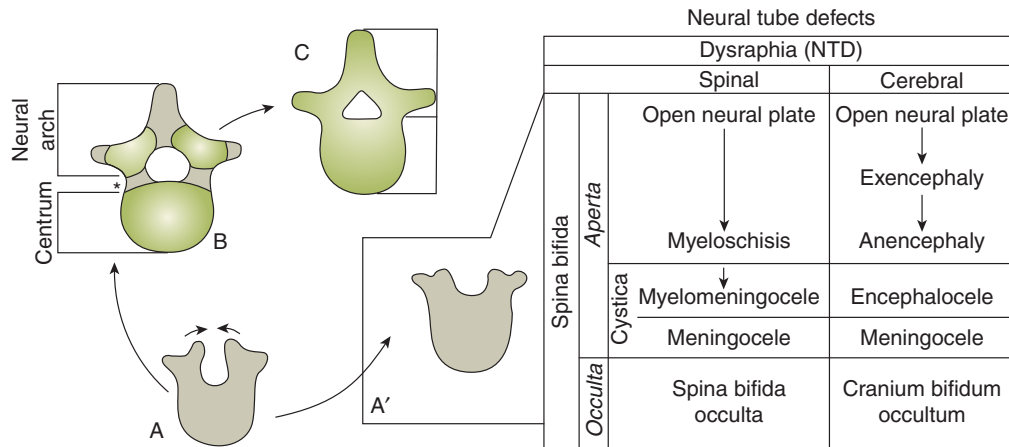 Neural tube defects
Dysraphia (NTD)
Spinal
Cerebral
Spina bifida
Aperta
Open neural plate
Open neural plate
Exencephaly
Myeloschisis
Anencephaly
Cystica
Myelomeningocele
Encephalocele
Meningocele
Meningocele
Occulta
Spina bifida
occulta
Cranium bifidum
occultum
Neural
arch
*
Centrum
A
B
C
A′